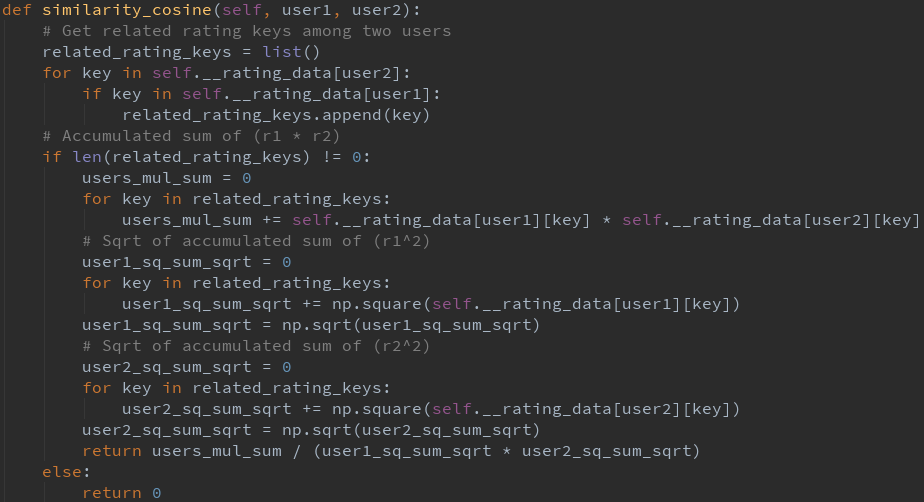 def similarity_cosine(self, user1, user2):
    # Get related rating keys among two users
    related_rating_keys = list()
    for key in self.__rating_data[user2]:
        if key in self.__rating_data[user1]:
            related_rating_keys.append(key)
    # Accumulated sum of (r1 * r2)
    if len(related_rating_keys) != 0:
        users_mul_sum = 0
        for key in related_rating_keys:
            users_mul_sum += self.__rating_data[user1][key] * self.__rating_data[user2][key]
        # Sqrt of accumulated sum of (r1^2)
        user1_sq_sum_sqrt = 0
        for key in related_rating_keys:
            user1_sq_sum_sqrt += np.square(self.__rating_data[user1][key])
        user1_sq_sum_sqrt = np.sqrt(user1_sq_sum_sqrt)
        # Sqrt of accumulated sum of (r2^2)
        user2_sq_sum_sqrt = 0
        for key in related_rating_keys:
            user2_sq_sum_sqrt += np.square(self.__rating_data[user2][key])
        user2_sq_sum_sqrt = np.sqrt(user2_sq_sum_sqrt)
        return users_mul_sum / (user1_sq_sum_sqrt * user2_sq_sum_sqrt)
    else:
        return 0